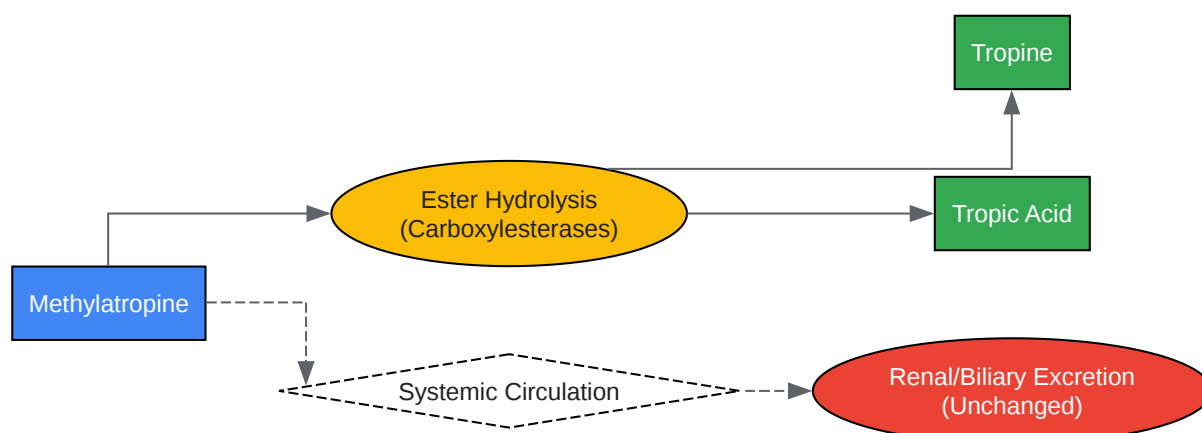 Tropine
Ester Hydrolysis
(Carboxylesterases)
Tropic Acid
Methylatropine
Systemic Circulation
Renal/Biliary Excretion
(Unchanged)